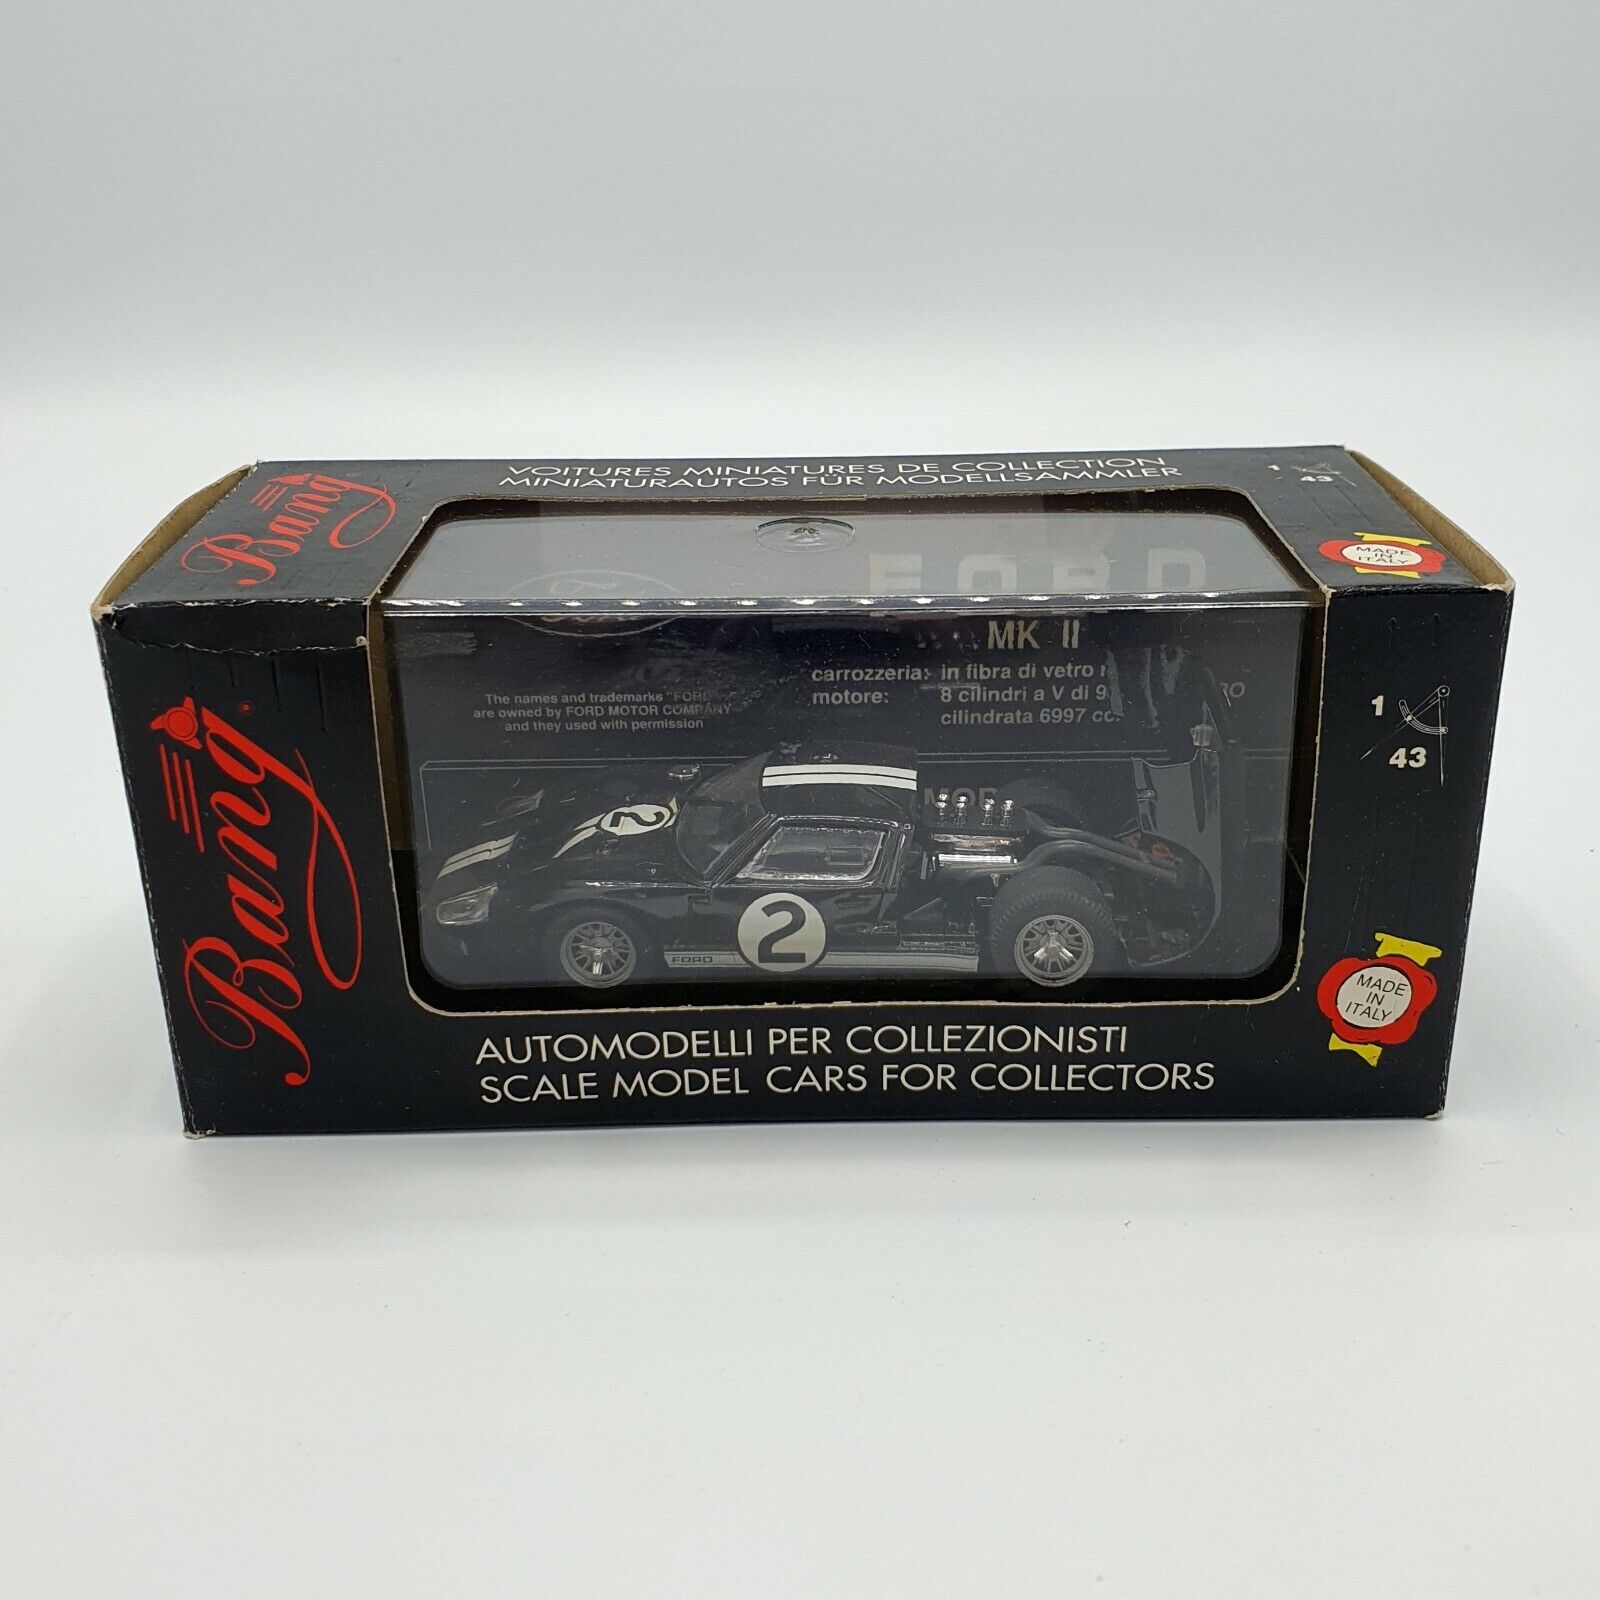 VOITURES MINIATURES DE COLLECTION
MINIATURAUTOS FÜR MODELLSAMMLER
1
43
Bang
MADE
IN
ITALY
Ford
FORD
MK II
carrozzeria: in fibra di vetro
motore: 8 cilindri a V di
cilindrata 6997 cc.
The names and trademarks "FORD"
are owned by FORD MOTOR COMPANY
and they used with permission
2
2
FORD
Bang
1
43
MADE
IN
ITALY
AUTOMODELLI PER COLLEZIONISTI
SCALE MODEL CARS FOR COLLECTORS